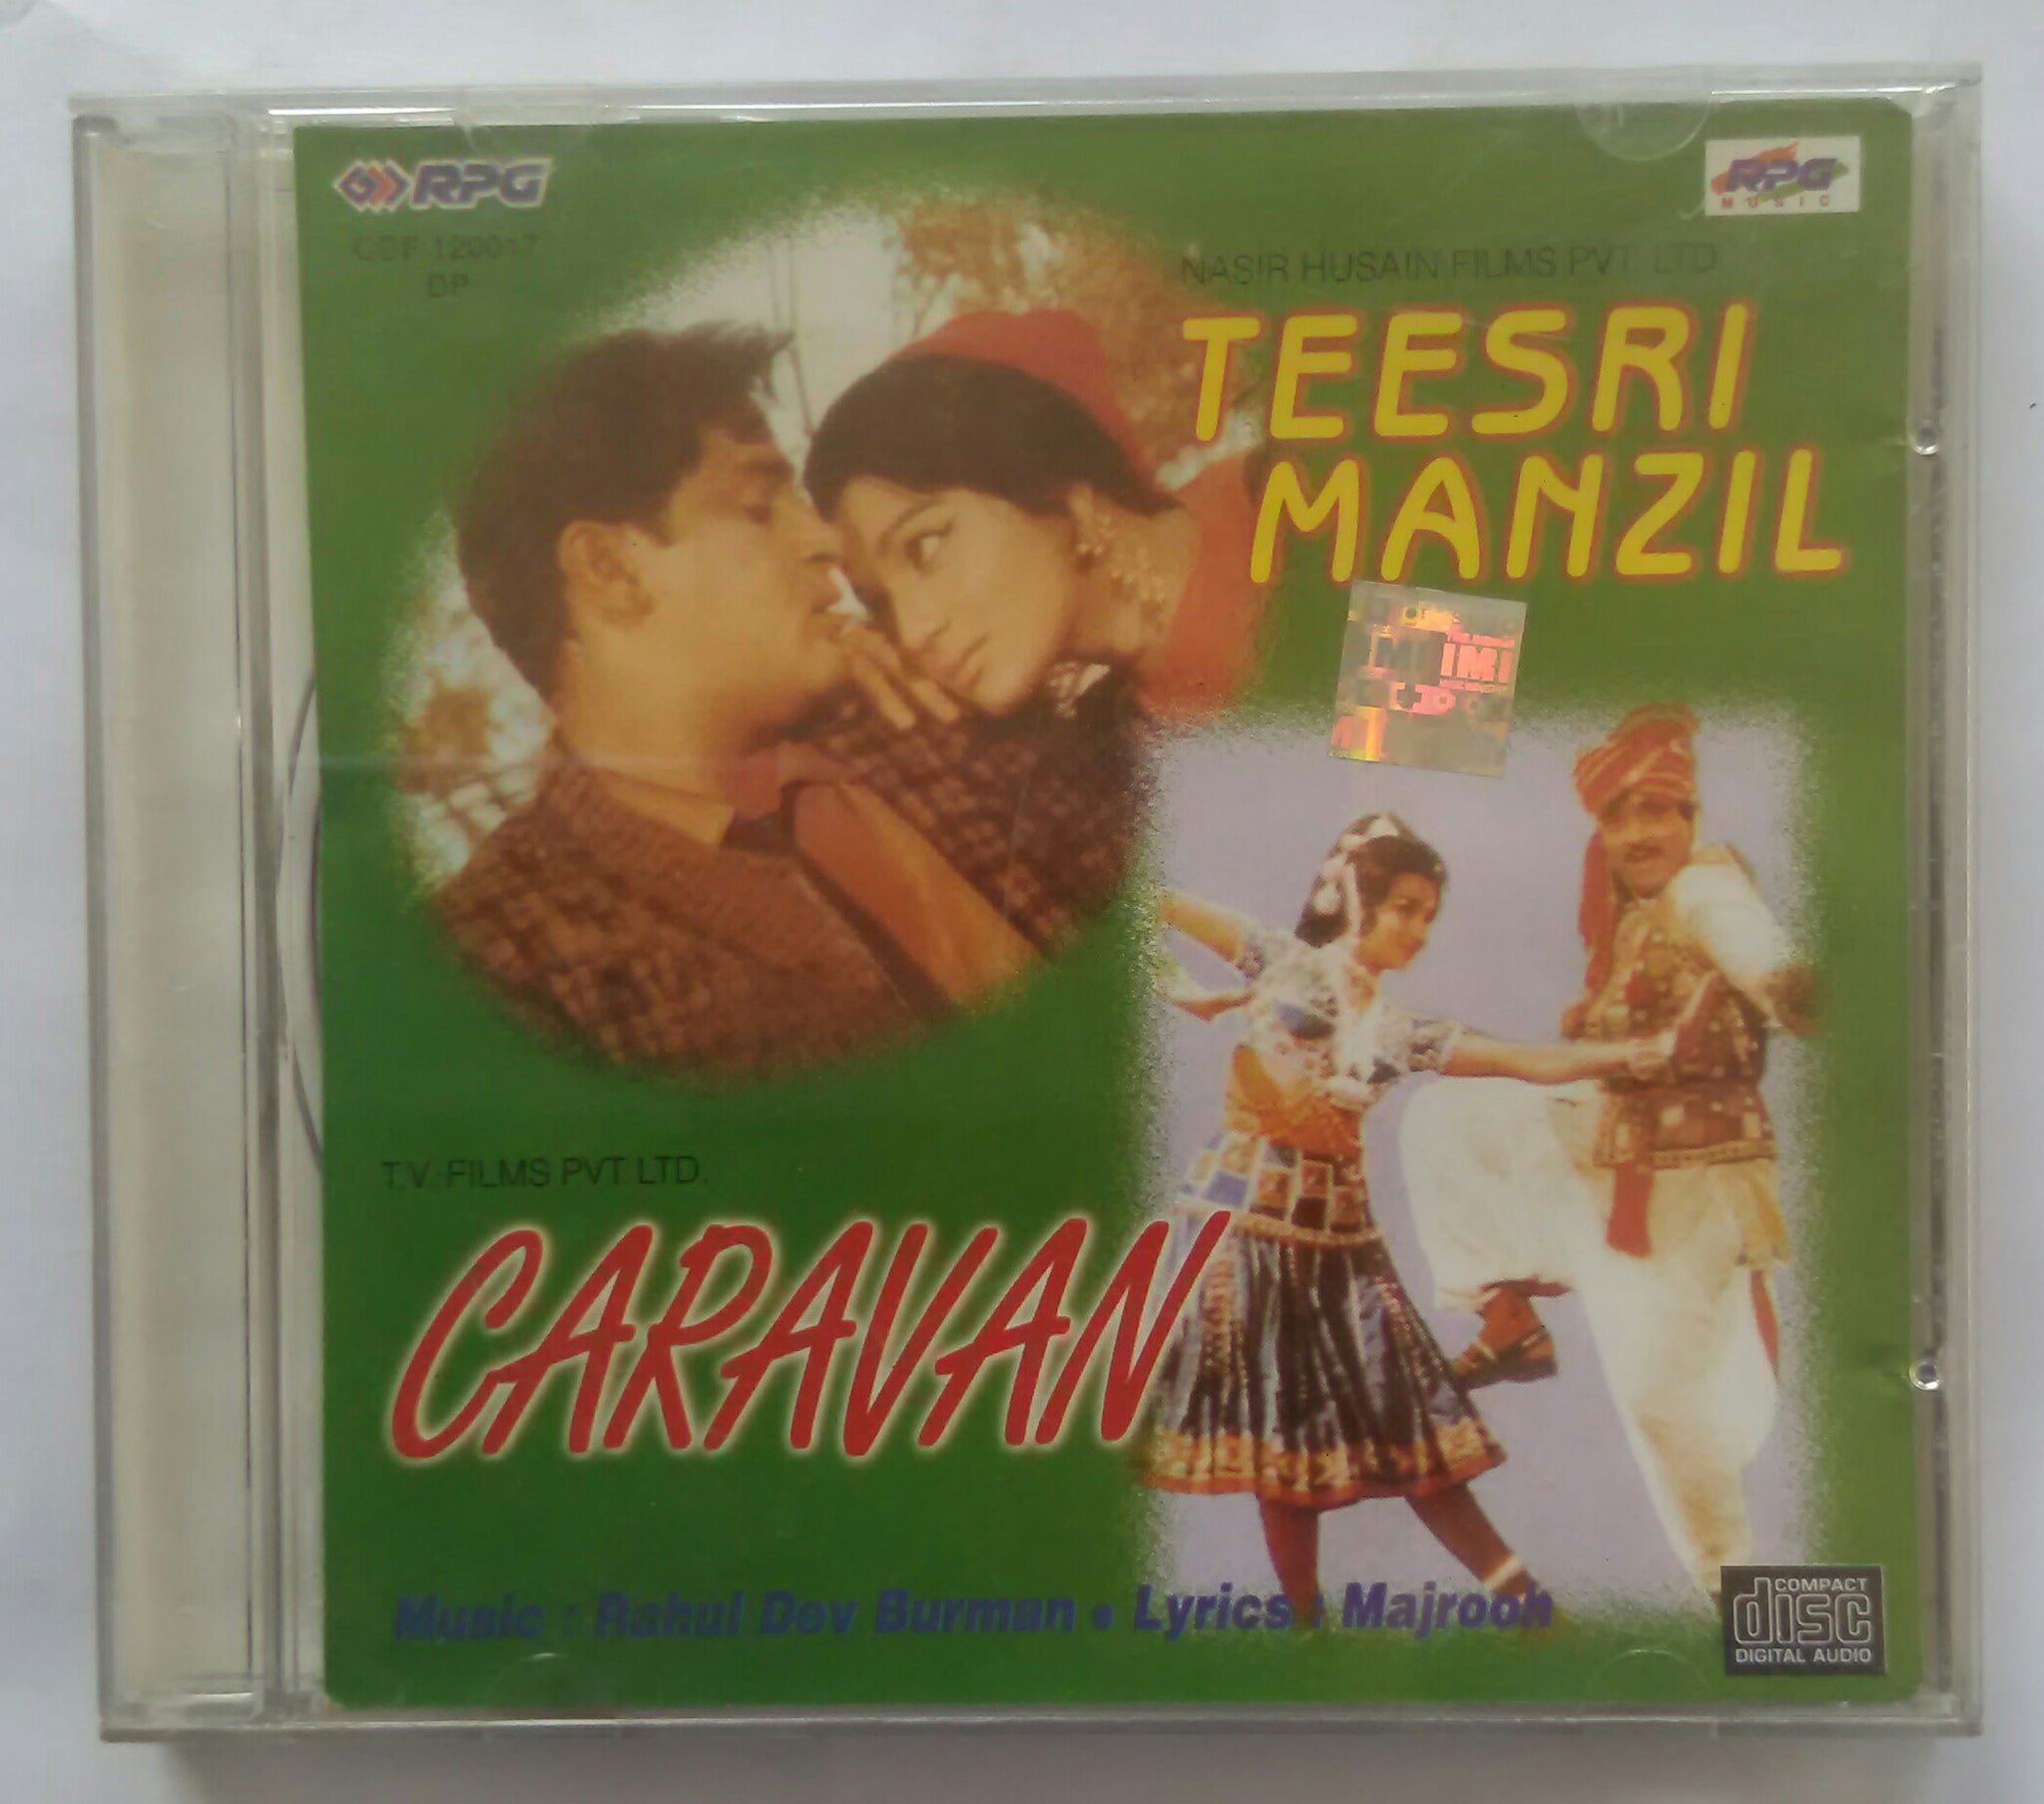 RPG
CDF 120017
DP
RPG
MUSIC
NASIR HUSAIN FILMS PVT. LTD
TEESRI
MANZIL
IMI
T.V. FILMS PVT. LTD.
CARAVAN
Music : Rahul Dev Burman • Lyrics : Majrooh
COMPACT
disc
DIGITAL AUDIO